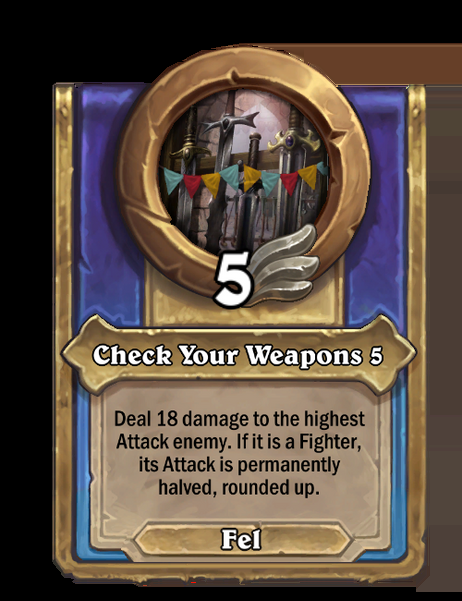 5
Check Your Weapons 5
Deal 18 damage to the highest
Attack enemy. If it is a Fighter,
its Attack is permanently
halved, rounded up.
Fel